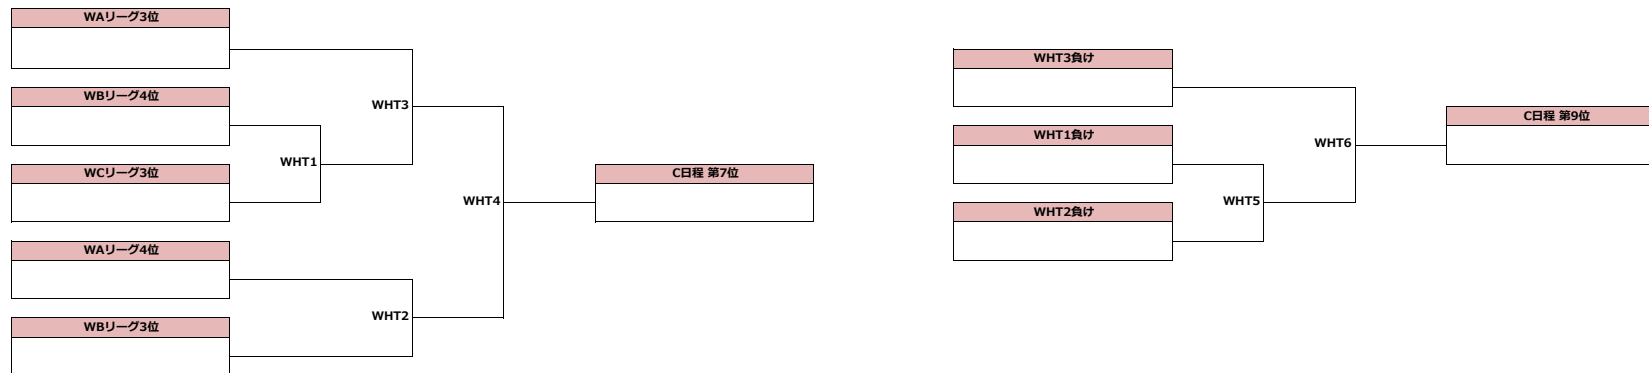 WAリーグ3位
WBリーグ4位
WHT3
WHT1
WCリーグ3位
C日程 第7位
WHT4
WAリーグ4位
WHT2
WBリーグ3位
WHT3負け
C日程 第9位
WHT1負け
WHT6
WHT5
WHT2負け